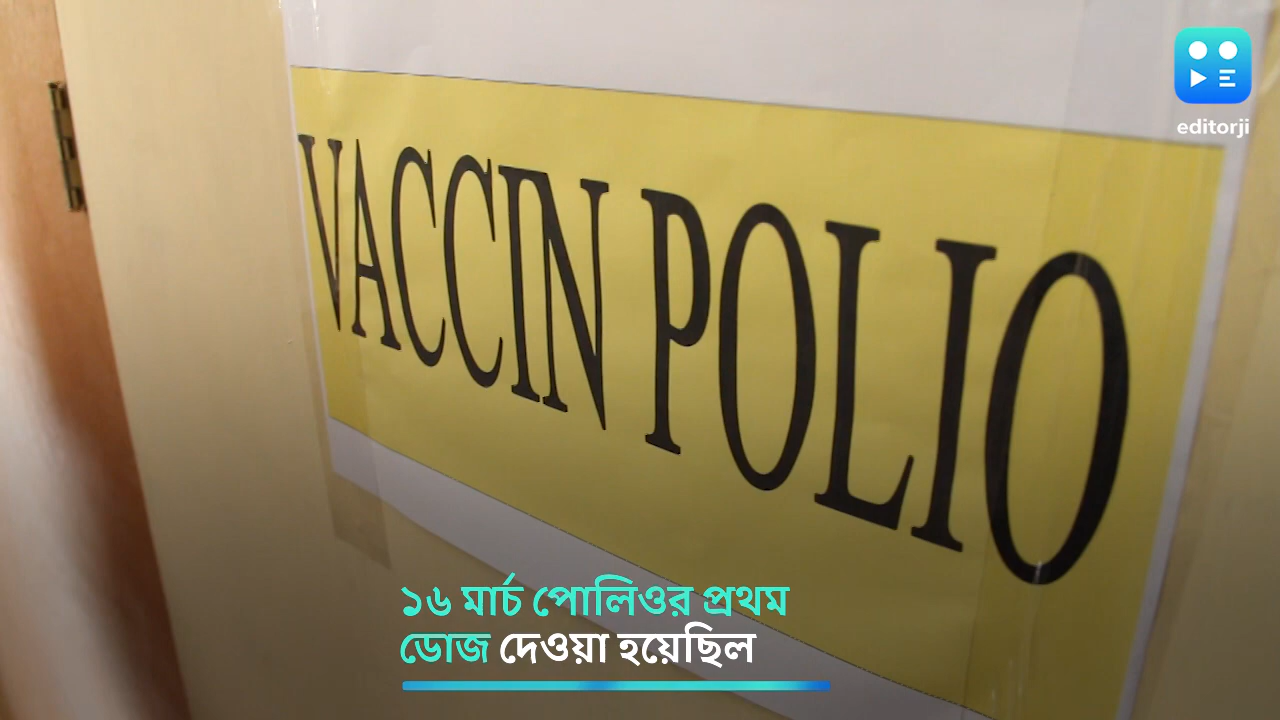 editorji
VACCIN POLIO
১৬ মার্চ পোলিওর প্রথম
ডোজ দেওয়া হয়েছিল